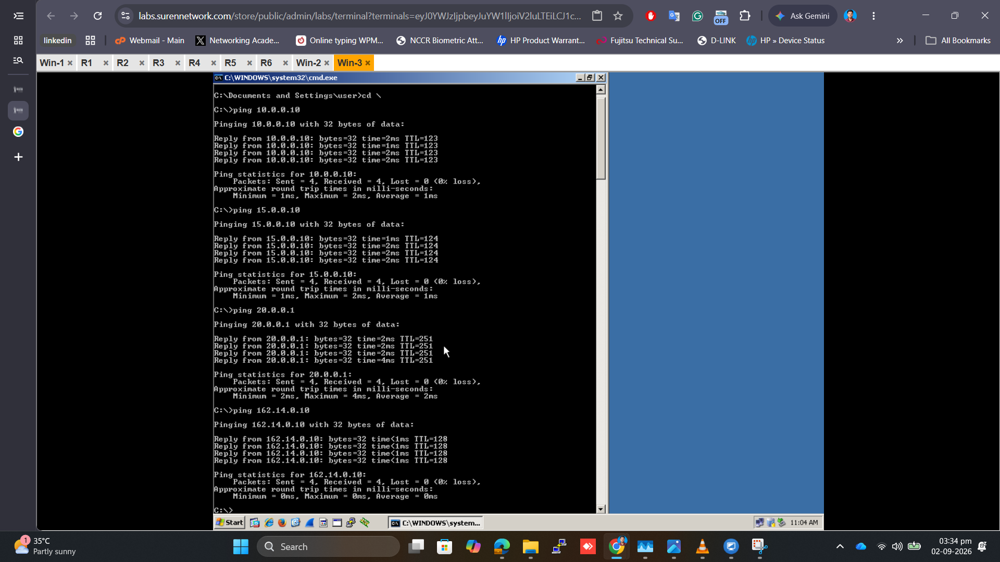 labs.surennetwork.com/store/public/admin/labs/terminal?terminals=eyJ0YWJzIjpbeyJuYW1lIjoiV2luLTEiLCJ1c...
OFF
Ask Gemini
linkedin
Webmail - Main
Networking Acade...
Online typing WPM...
NCCR Biometric Att...
HP Product Warrant...
Fujitsu Technical Su...
D-LINK
HP » Device Status
»
All Bookmarks
Win-1 × R1 × R2 × R3 × R4 × R5 × R6 × Win-2 × Win-3 ×
C:\WINDOWS\system32\cmd.exe
C:\Documents and Settings\user>cd \
C:\>ping 10.0.0.10
Pinging 10.0.0.10 with 32 bytes of data:
Reply from 10.0.0.10: bytes=32 time=2ms TTL=123
Reply from 10.0.0.10: bytes=32 time=1ms TTL=123
Reply from 10.0.0.10: bytes=32 time=2ms TTL=123
Reply from 10.0.0.10: bytes=32 time=2ms TTL=123
Ping statistics for 10.0.0.10:
Packets: Sent = 4, Received = 4, Lost = 0 (0% loss),
Approximate round trip times in milli-seconds:
Minimum = 1ms, Maximum = 2ms, Average = 1ms
C:\>ping 15.0.0.10
Pinging 15.0.0.10 with 32 bytes of data:
Reply from 15.0.0.10: bytes=32 time=1ms TTL=124
Reply from 15.0.0.10: bytes=32 time=2ms TTL=124
Reply from 15.0.0.10: bytes=32 time=2ms TTL=124
Reply from 15.0.0.10: bytes=32 time=2ms TTL=124
Ping statistics for 15.0.0.10:
Packets: Sent = 4, Received = 4, Lost = 0 (0% loss),
Approximate round trip times in milli-seconds:
Minimum = 1ms, Maximum = 2ms, Average = 1ms
C:\>ping 20.0.0.1
Pinging 20.0.0.1 with 32 bytes of data:
Reply from 20.0.0.1: bytes=32 time=2ms TTL=251
Reply from 20.0.0.1: bytes=32 time=2ms TTL=251
Reply from 20.0.0.1: bytes=32 time=2ms TTL=251
Reply from 20.0.0.1: bytes=32 time=4ms TTL=251
Ping statistics for 20.0.0.1:
Packets: Sent = 4, Received = 4, Lost = 0 (0% loss),
Approximate round trip times in milli-seconds:
Minimum = 2ms, Maximum = 4ms, Average = 2ms
C:\>ping 162.14.0.10
Pinging 162.14.0.10 with 32 bytes of data:
Reply from 162.14.0.10: bytes=32 time<1ms TTL=128
Reply from 162.14.0.10: bytes=32 time<1ms TTL=128
Reply from 162.14.0.10: bytes=32 time<1ms TTL=128
Reply from 162.14.0.10: bytes=32 time<1ms TTL=128
Ping statistics for 162.14.0.10:
Packets: Sent = 4, Received = 4, Lost = 0 (0% loss),
Approximate round trip times in milli-seconds:
Minimum = 0ms, Maximum = 0ms, Average = 0ms
C:\>
Start
C:\WINDOWS\system...
11:04 AM
1
35°C
Partly sunny
Search
03:34 pm
02-09-2026